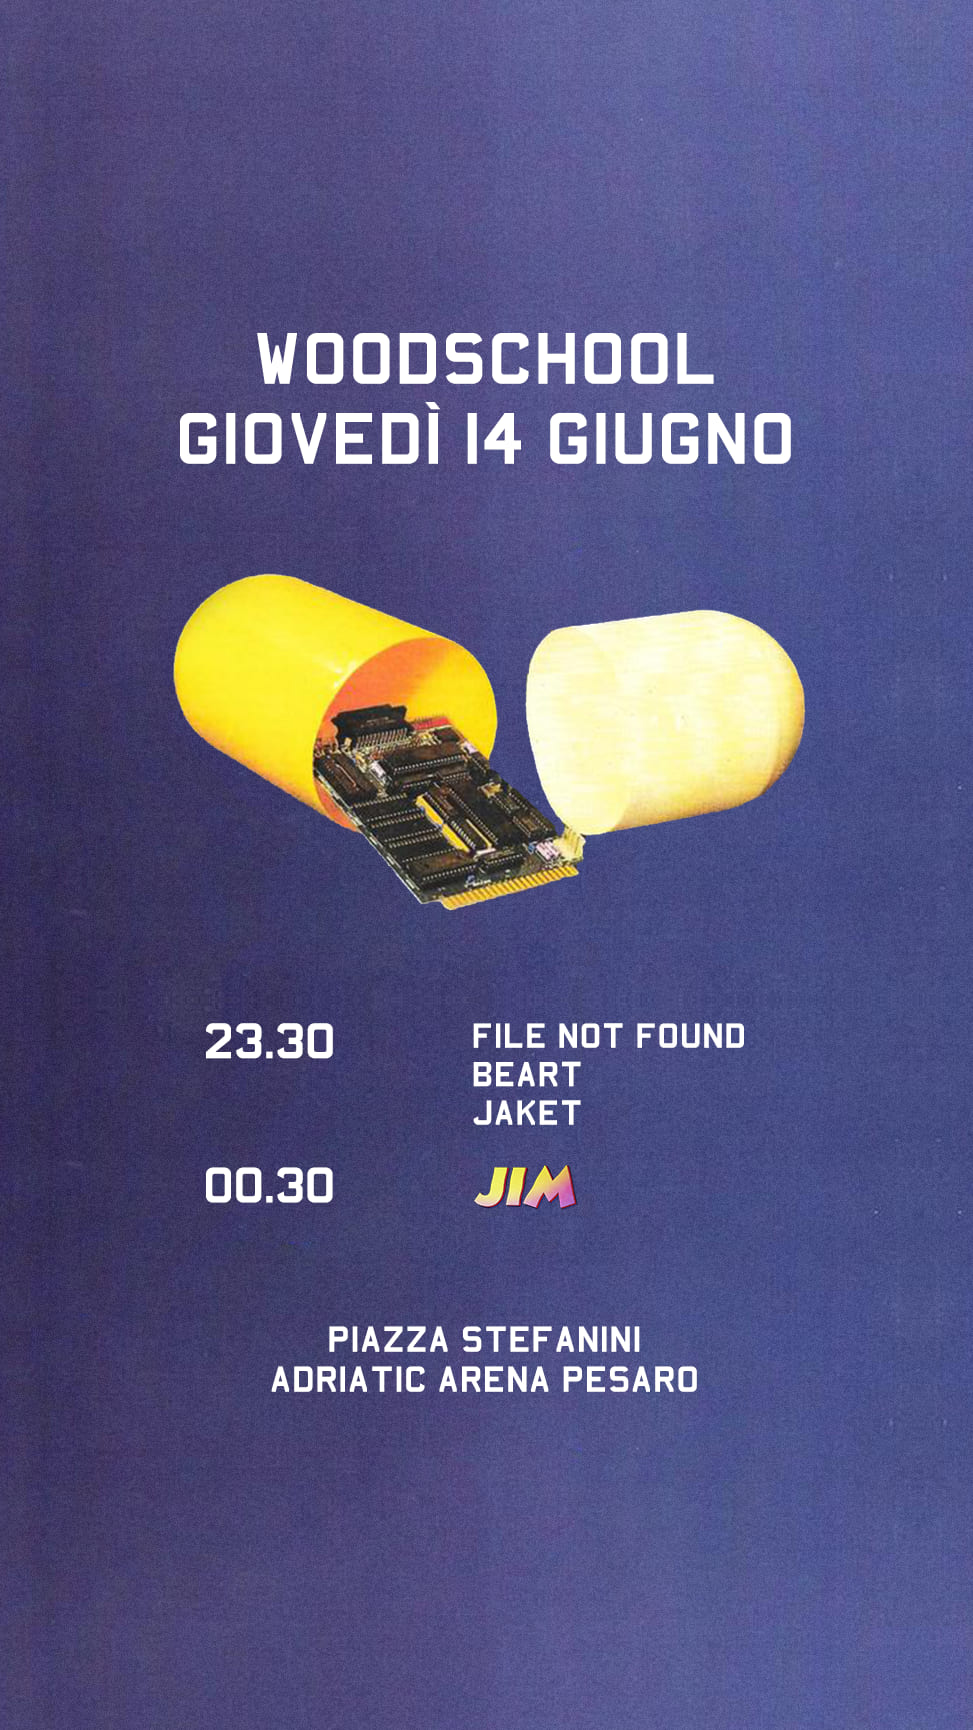 WOODSCHOOL
GIOVEDÌ 14 GIUGNO
23.30 FILE NOT FOUND
BEART
JAKET
00.30 JIM
PIAZZA STEFANINI
ADRIATIC ARENA PESARO